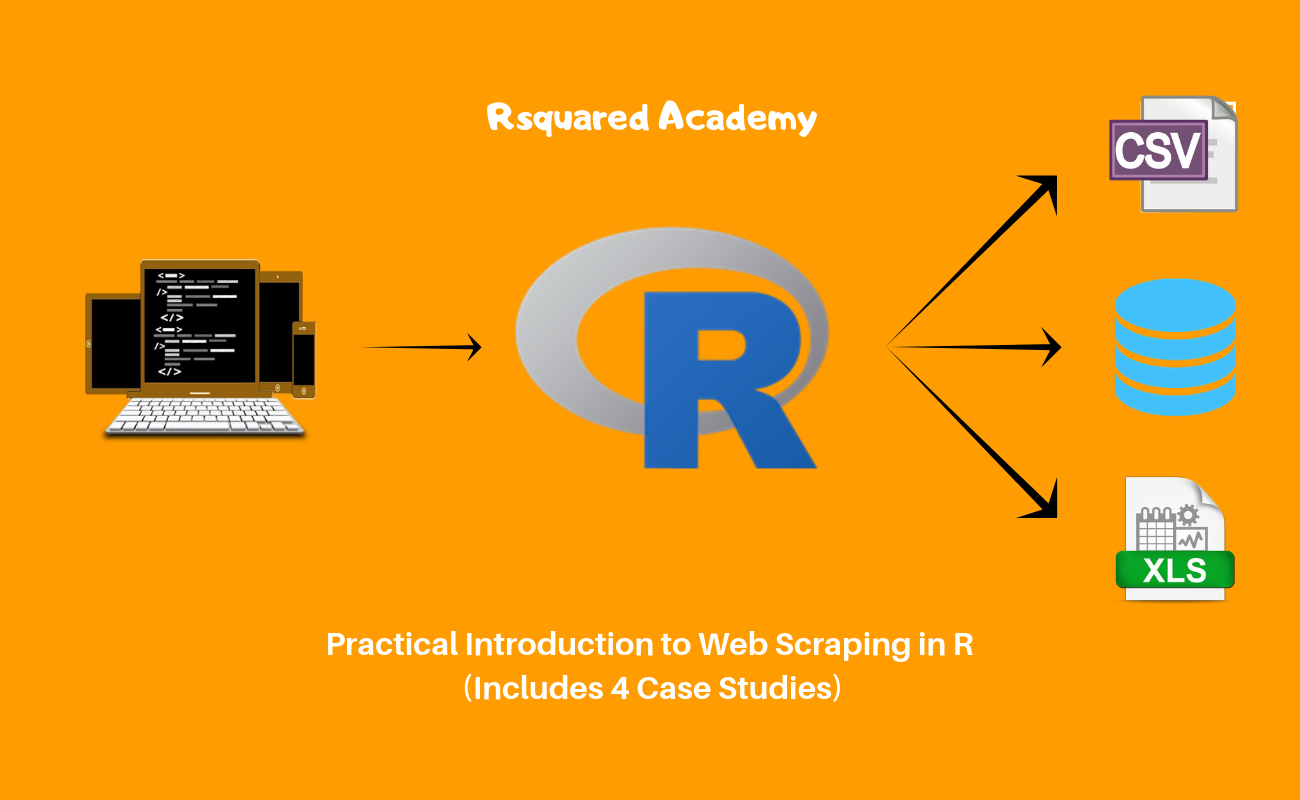 Rsquared Academy
CSV
< >
/>
</>
< >
/>
</>
R
XLS
Practical Introduction to Web Scraping in R
(Includes 4 Case Studies)